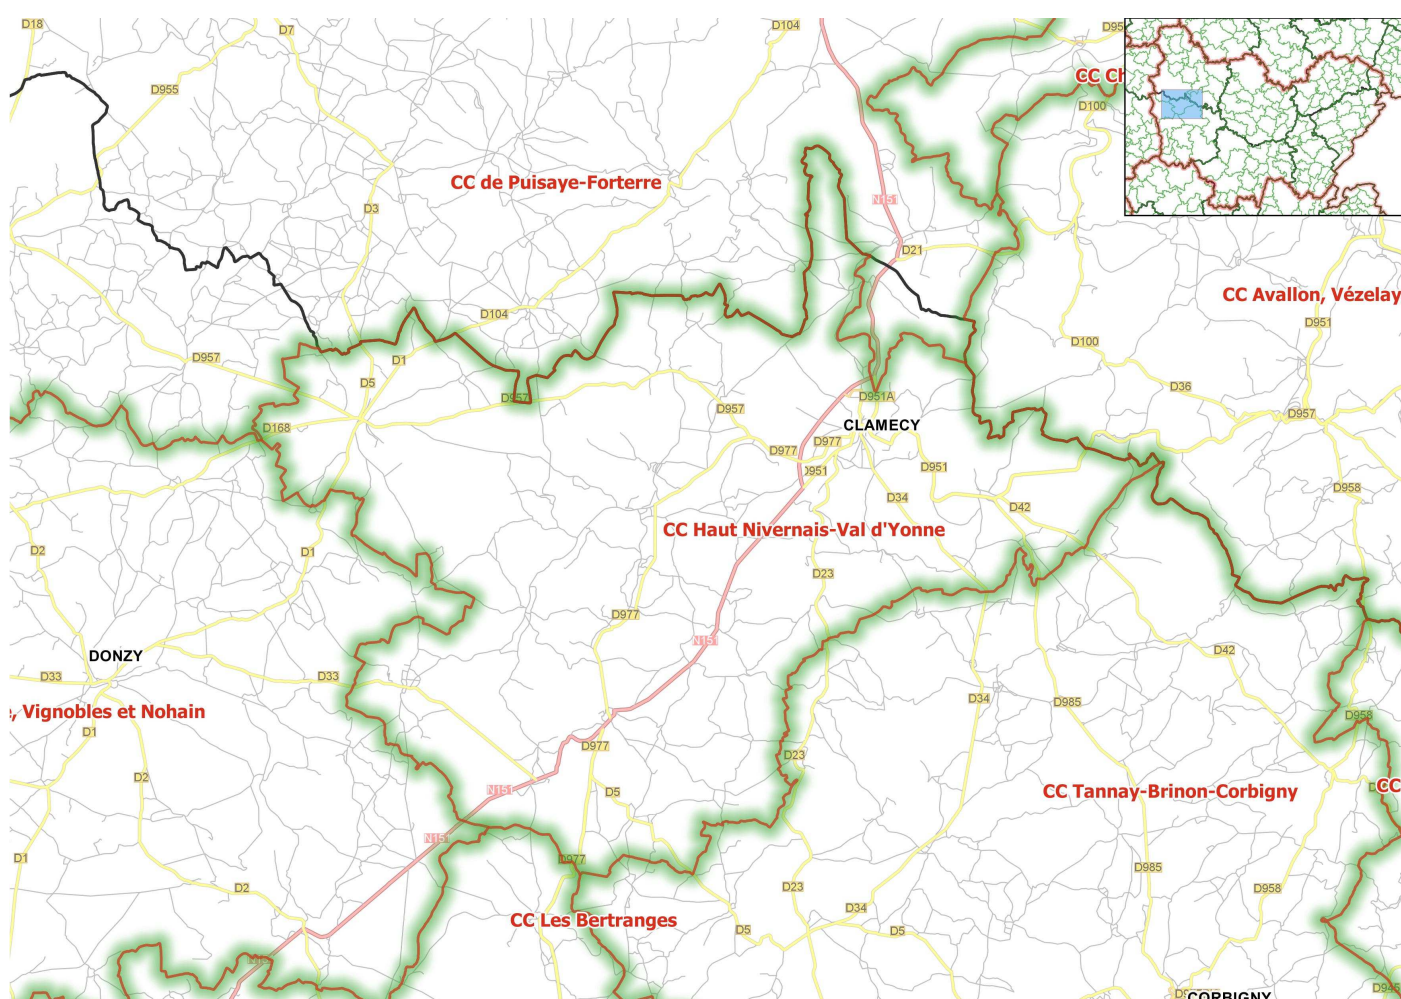 D18
D7
D104
D95
D955
CC Ch
D100
CC de Puisaye-Forterre
N151
D3
D21
CC Avallon, Vézelay
D104
D951
D957
D1
D100
D5
D36
D957
D951A
D957
D957
D168
CLAMECY
D977
D977
D951
D951
D958
D34
D42
CC Haut Nivernais-Val d'Yonne
D2
D1
D23
D977
N151
D42
DONZY
D33
D33
D34
D985
, Vignobles et Nohain
D958
D1
D977
D23
D2
N151
D5
CC Tannay-Brinon-Corbigny
CC
N151
D1
D977
D985
D2
D23
D958
D34
CC Les Bertranges
D5
D5
D945
CORBIGNY